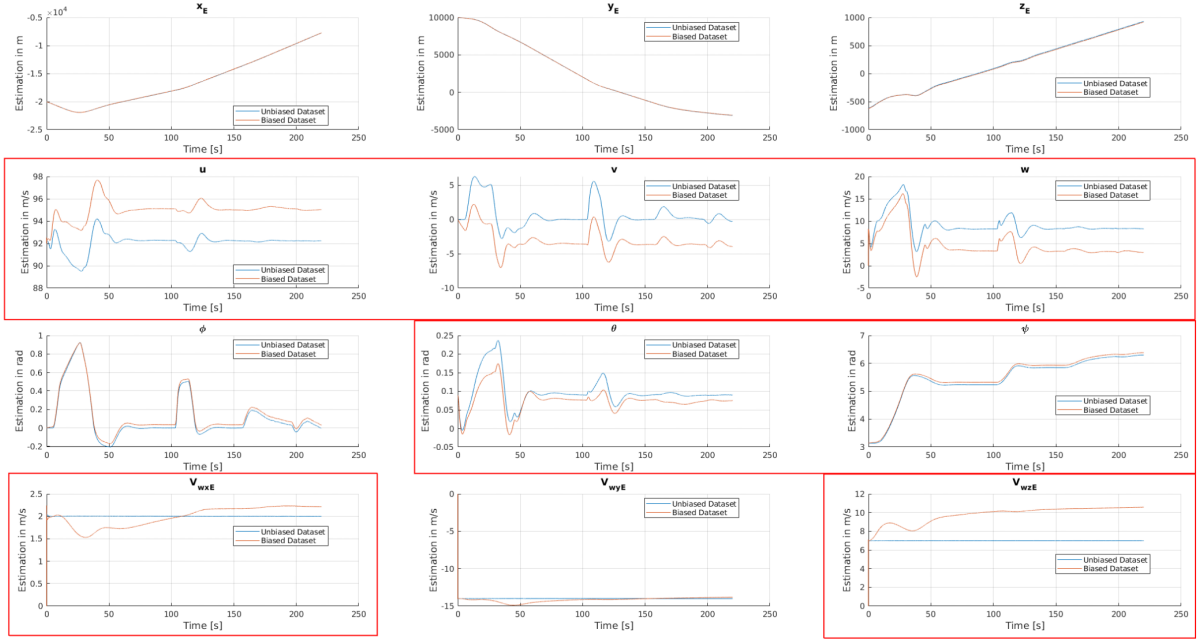 x_E
y_E
z_E
Estimation in m
-0.5
×10^4
-1
-1.5
-2
-2.5
0 50 100 150 200 250
Time [s]
Unbiased Dataset
Biased Dataset
Estimation in m
10000
5000
0
-5000
0 50 100 150 200 250
Time [s]
Unbiased Dataset
Biased Dataset
Estimation in m
1000
500
0
-500
-1000
0 50 100 150 200 250
Time [s]
Unbiased Dataset
Biased Dataset
u
Estimation in m/s
98
96
94
92
90
88
0 50 100 150 200 250
Time [s]
Unbiased Dataset
Biased Dataset
v
Estimation in m/s
5
0
-5
-10
0 50 100 150 200 250
Time [s]
Unbiased Dataset
Biased Dataset
w
Estimation in m/s
20
15
10
5
0
-5
0 50 100 150 200 250
Time [s]
Unbiased Dataset
Biased Dataset
ϕ
Estimation in rad
1
0.8
0.6
0.4
0.2
0
-0.2
0 50 100 150 200 250
Time [s]
Unbiased Dataset
Biased Dataset
θ
Estimation in rad
0.25
0.2
0.15
0.1
0.05
0
-0.05
0 50 100 150 200 250
Time [s]
Unbiased Dataset
Biased Dataset
ψ
Estimation in rad
7
6
5
4
3
0 50 100 150 200 250
Time [s]
Unbiased Dataset
Biased Dataset
V_wxE
Estimation in m/s
2.5
2
1.5
1
0.5
0
0 50 100 150 200 250
Time [s]
Unbiased Dataset
Biased Dataset
V_wyE
Estimation in m/s
0
-5
-10
-15
0 50 100 150 200 250
Time [s]
Unbiased Dataset
Biased Dataset
V_wzE
Estimation in m/s
12
10
8
6
4
2
0
0 50 100 150 200 250
Time [s]
Unbiased Dataset
Biased Dataset